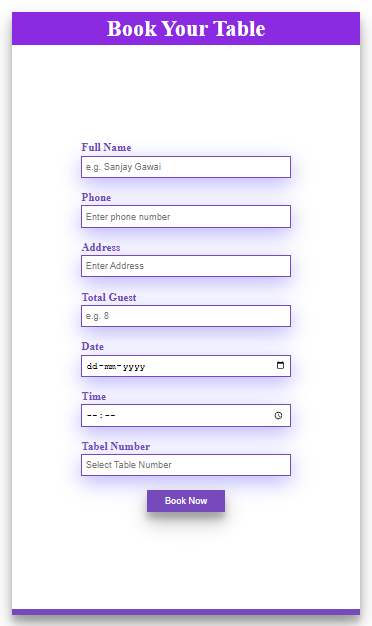 Book Your Table
Full Name
e.g. Sanjay Gawai
Phone
Enter phone number
Address
Enter Address
Total Guest
e.g. 8
Date
dd-mm-yyyy
Time
--:--
Tabel Number
Select Table Number
Book Now